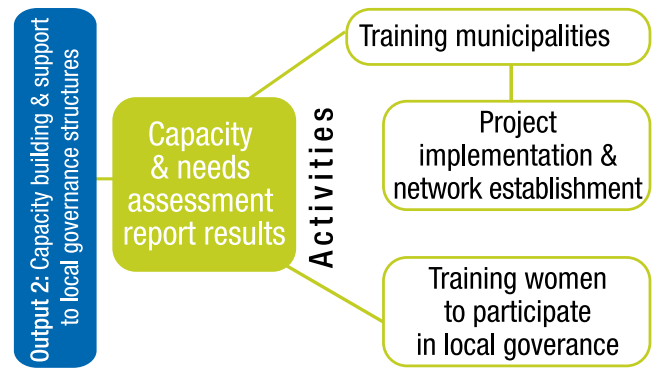 Output 2: Capacity building & support
to local governance structures
Capacity
& needs
assessment
report results
Activities
Training municipalities
Project
implementation &
network establishment
Training women
to participate
in local goverance